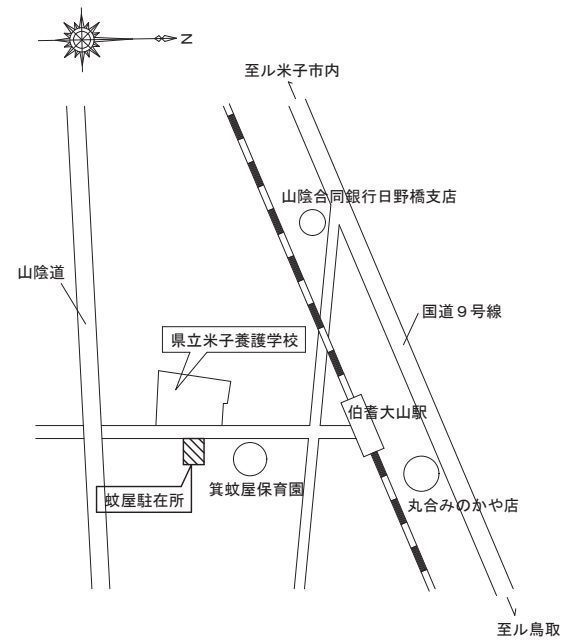 N
至ル米子市内
山陰合同銀行日野橋支店
山陰道
国道９号線
県立米子養護学校
伯耆大山駅
箕蚊屋保育園
蚊屋駐在所
丸合みのかや店
至ル鳥取